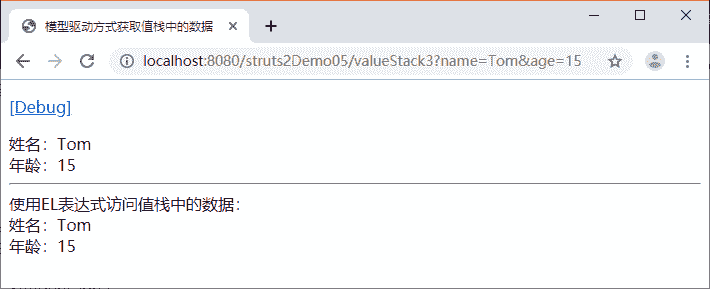 模型驱动方式获取值栈中的数据
localhost:8080/struts2Demo05/valueStack3?name=Tom&age=15
[Debug]
姓名：Tom
年龄：15
使用EL表达式访问值栈中的数据：
姓名：Tom
年龄：15